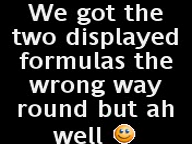 We got the
two displayed
formulas the
wrong way
round but ah
well